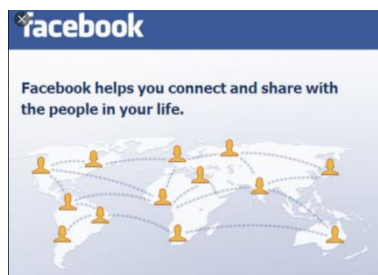 facebook
Facebook helps you connect and share with
the people in your life.